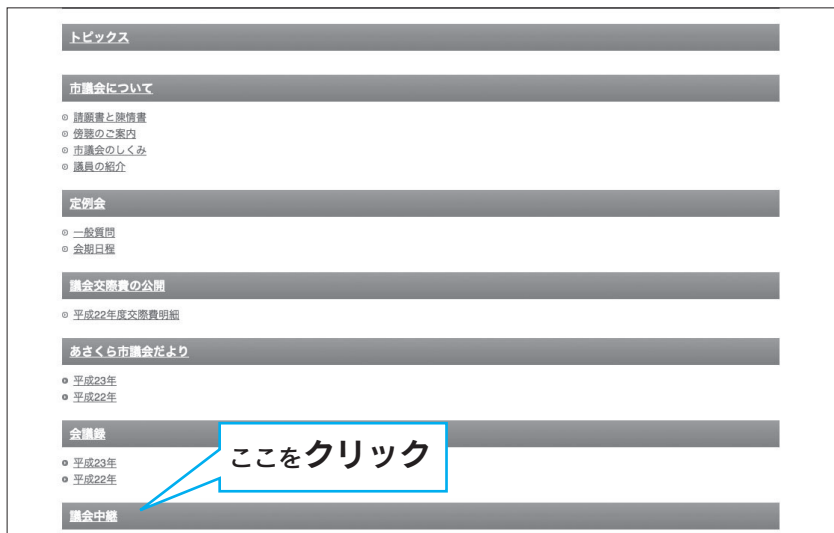 トピックス
市議会について
請願書と陳情書
傍聴のご案内
市議会のしくみ
議員の紹介
定例会
一般質問
会期日程
議会交際費の公開
平成22年度交際費明細
あさくら市議会だより
平成23年
平成22年
会議録
ここをクリック
平成23年
平成22年
議会中継